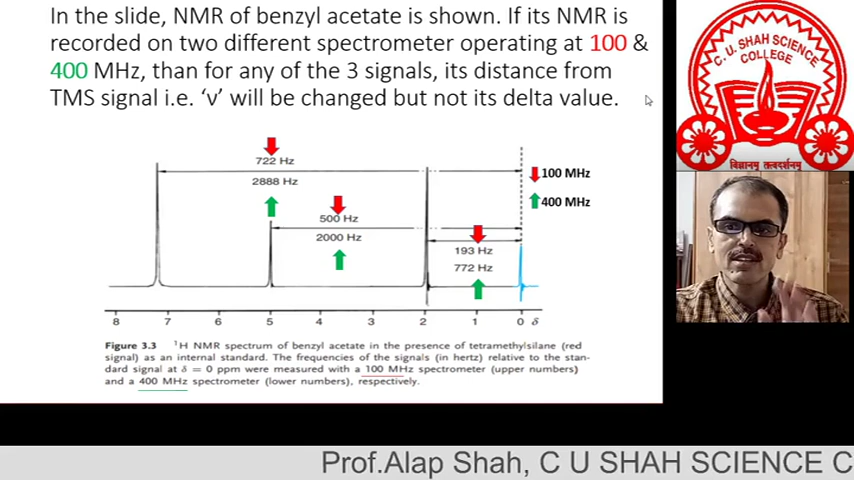 In the slide, NMR of benzyl acetate is shown. If its NMR is
recorded on two different spectrometer operating at 100 &
400 MHz, than for any of the 3 signals, its distance from
TMS signal i.e. ‘v’ will be changed but not its delta value.
C. U. SHAH SCIENCE
COLLEGE
विज्ञानम् तत्वदर्शनम्
722 Hz
2888 Hz
100 MHz
400 MHz
500 Hz
2000 Hz
193 Hz
772 Hz
8 7 6 5 4 3 2 1 0 δ
Figure 3.3 ¹H NMR spectrum of benzyl acetate in the presence of tetramethylsilane (red
signal) as an internal standard. The frequencies of the signals (in hertz) relative to the stan-
dard signal at δ = 0 ppm were measured with a 100 MHz spectrometer (upper numbers)
and a 400 MHz spectrometer (lower numbers), respectively.
Prof.Alap Shah, C U SHAH SCIENCE C